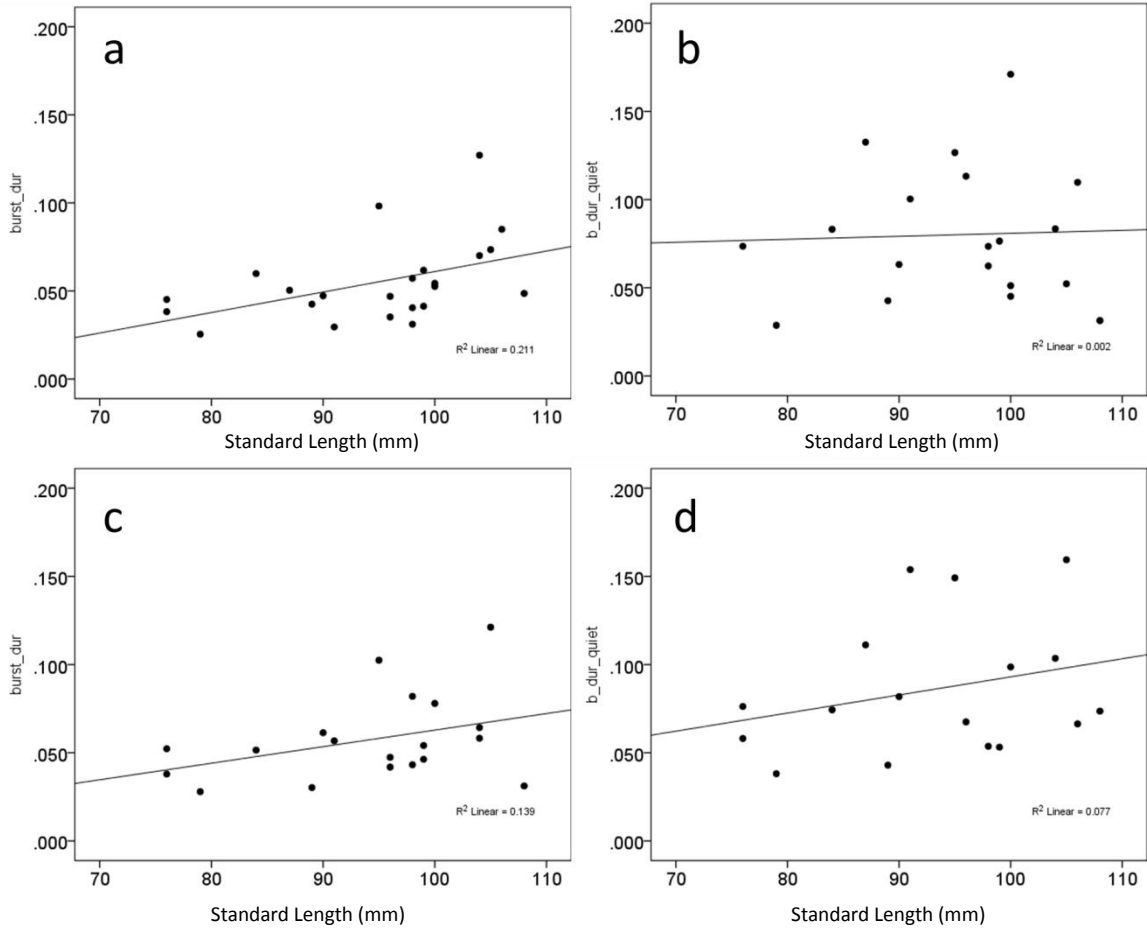 a
.200
.150
.100
.050
.000
burst_dur
R² Linear = 0.211
70 80 90 100 110
Standard Length (mm)
b
.200
.150
.100
.050
.000
b_dur_quiet
R² Linear = 0.002
70 80 90 100 110
Standard Length (mm)
c
.200
.150
.100
.050
.000
burst_dur
R² Linear = 0.139
70 80 90 100 110
Standard Length (mm)
d
.200
.150
.100
.050
.000
b_dur_quiet
R² Linear = 0.077
70 80 90 100 110
Standard Length (mm)